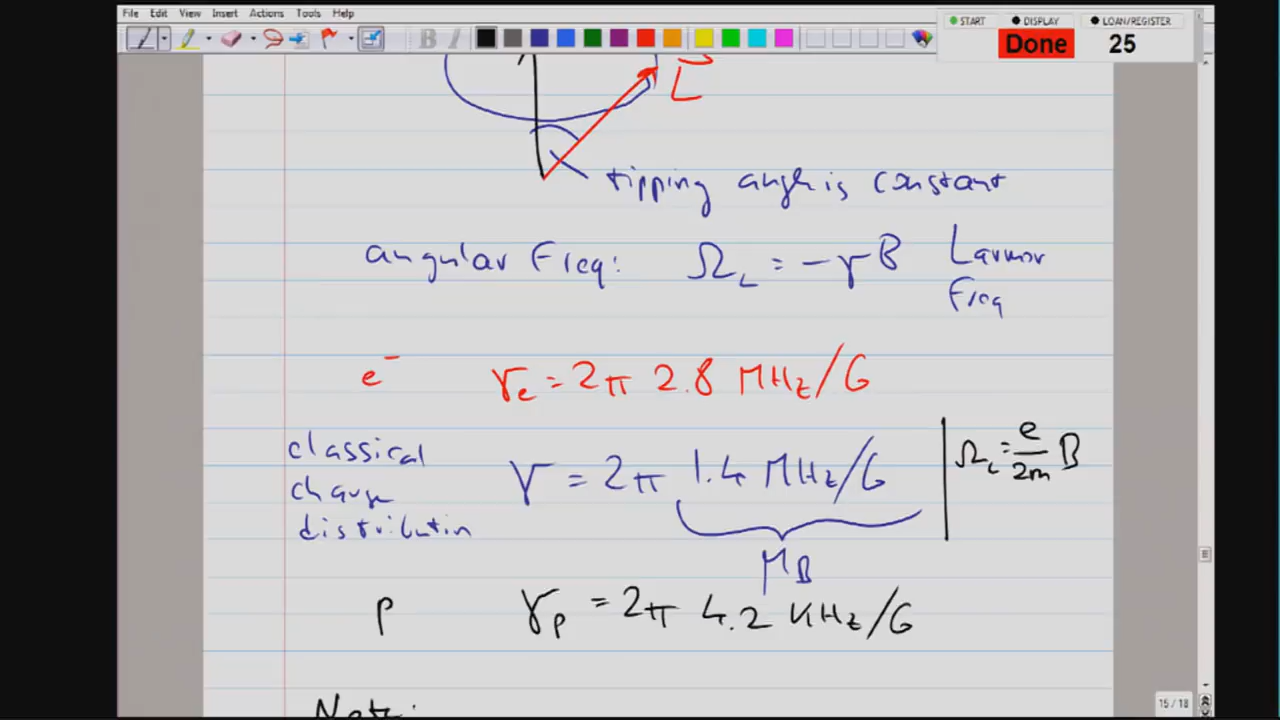 File Edit View Insert Actions Tools Help
START DISPLAY LOAN/REGISTER
Done 25
B I
L
tipping angle is constant
angular Freq: Ω_L = -γB Larmor
Freq
e⁻ γ_e = 2π 2.8 MHz/G
classical
charge
distribution
γ = 2π 1.4 MHz/G
Ω_L = e/2m B
μ_B
p γ_p = 2π 4.2 kHz/G
Note:
15 / 18